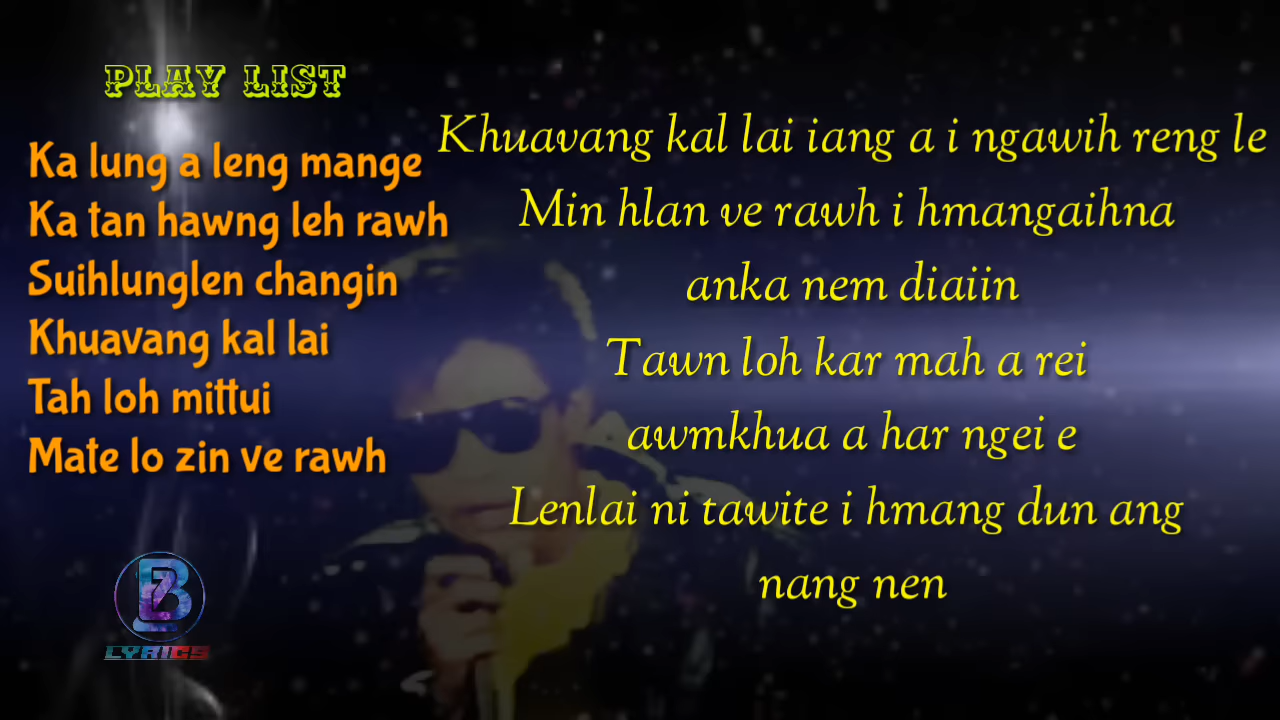 PLAY LIST
Ka lung a leng mange
Ka tan hawng leh rawh
Suihlunglen changin
Khuavang kal lai
Tah loh mittui
Mate lo zin ve rawh
Khuavang kal lai iang a i ngawih reng le
Min hlan ve rawh i hmangaihna
anka nem diaiin
Tawn loh kar mah a rei
awmkhua a har ngei e
Lenlai ni tawite i hmang dun ang
nang nen
LYRICS